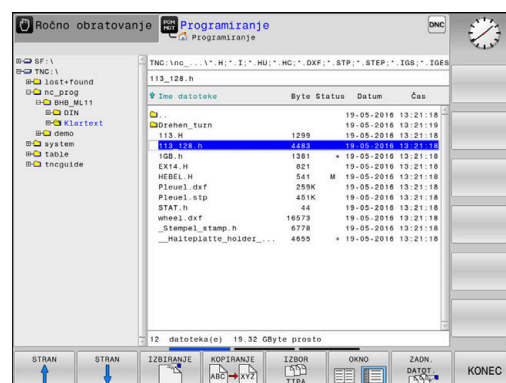 Ročno obratovanje
PGM MGT
Programiranje
Programiranje
DNC
SF:\
TNC:\
lost+found
nc_prog
BHB_ML11
DIN
Klartext
demo
system
table
tncguide
TNC:\nc_...\*.H;*.I;*.HU;*.HC;*.DXF;*.STP;*.STEP;*.IGS;*.IGES
113_128.h
Ime datoteke Byte Status Datum Čas
.. 19-05-2016 13:21:18
Drehen_turn 19-05-2016 13:21:19
113.H 1299 19-05-2016 13:21:18
113_128.h 4483 19-05-2016 13:21:18
1GB.h 1381 + 19-05-2016 13:21:18
EX14.H 821 19-05-2016 13:21:18
HEBEL.H 541 M 19-05-2016 13:21:18
Pleuel.dxf 259K 19-05-2016 13:21:18
Pleuel.stp 451K 19-05-2016 13:21:18
STAT.h 44 19-05-2016 13:21:18
wheel.dxf 16573 19-05-2016 13:21:18
_Stempel_stamp.h 6778 19-05-2016 13:21:18
__Halteplatte_holder_... 4655 + 19-05-2016 13:21:18
12 datoteka(e) 19.32 GByte prosto
STRAN
STRAN
IZBIRANJE
KOPIRANJE
ABC XYZ
IZBOR
TIPA
OKNO
ZADN.
DATOT.
KONEC